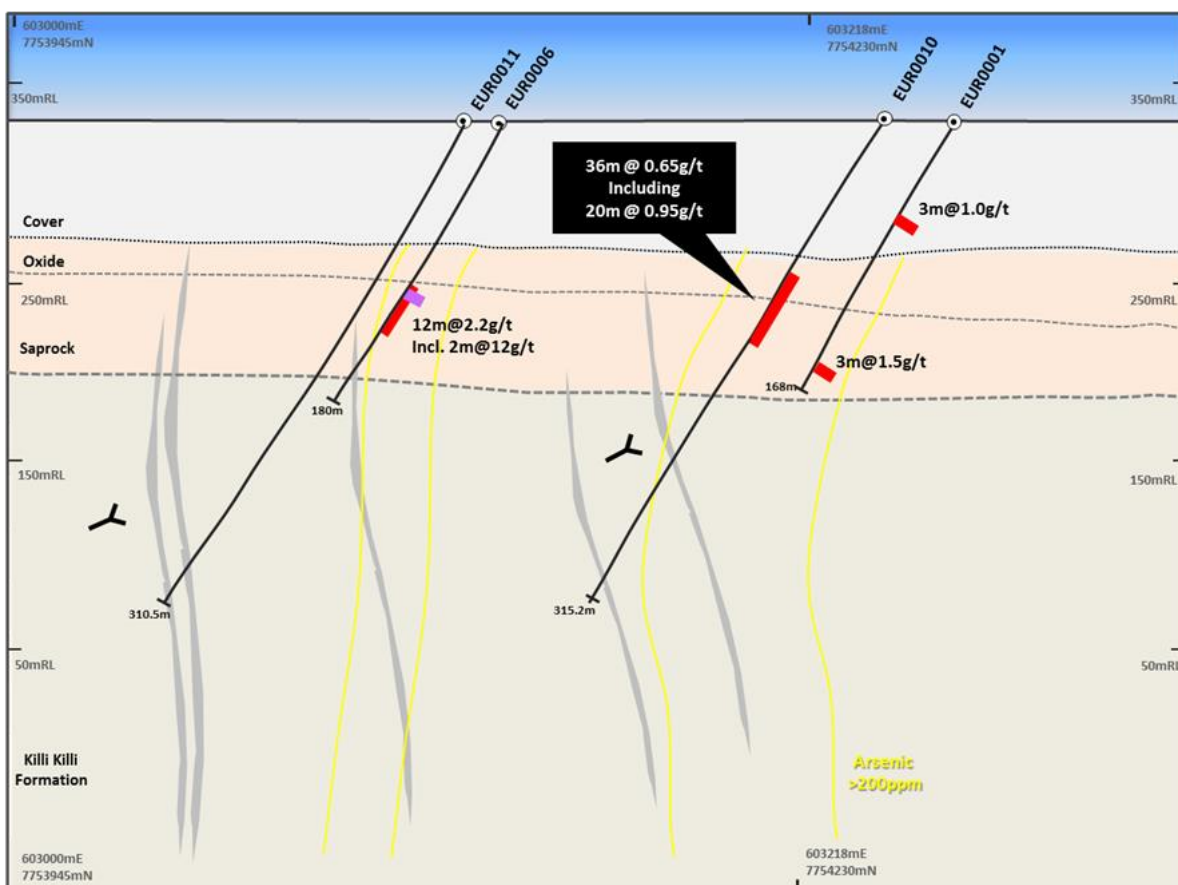 603000mE
7753945mN
603218mE
7754230mN
EUR0011
EUR0006
EUR0010
EUR0001
350mRL
350mRL
36m @ 0.65g/t
Including
20m @ 0.95g/t
3m@1.0g/t
Cover
Oxide
250mRL
250mRL
12m@2.2g/t
Incl. 2m@12g/t
Saprock
3m@1.5g/t
168m
180m
150mRL
150mRL
310.5m
315.2m
50mRL
50mRL
Killi Killi
Formation
Arsenic
>200ppm
603000mE
7753945mN
603218mE
7754230mN